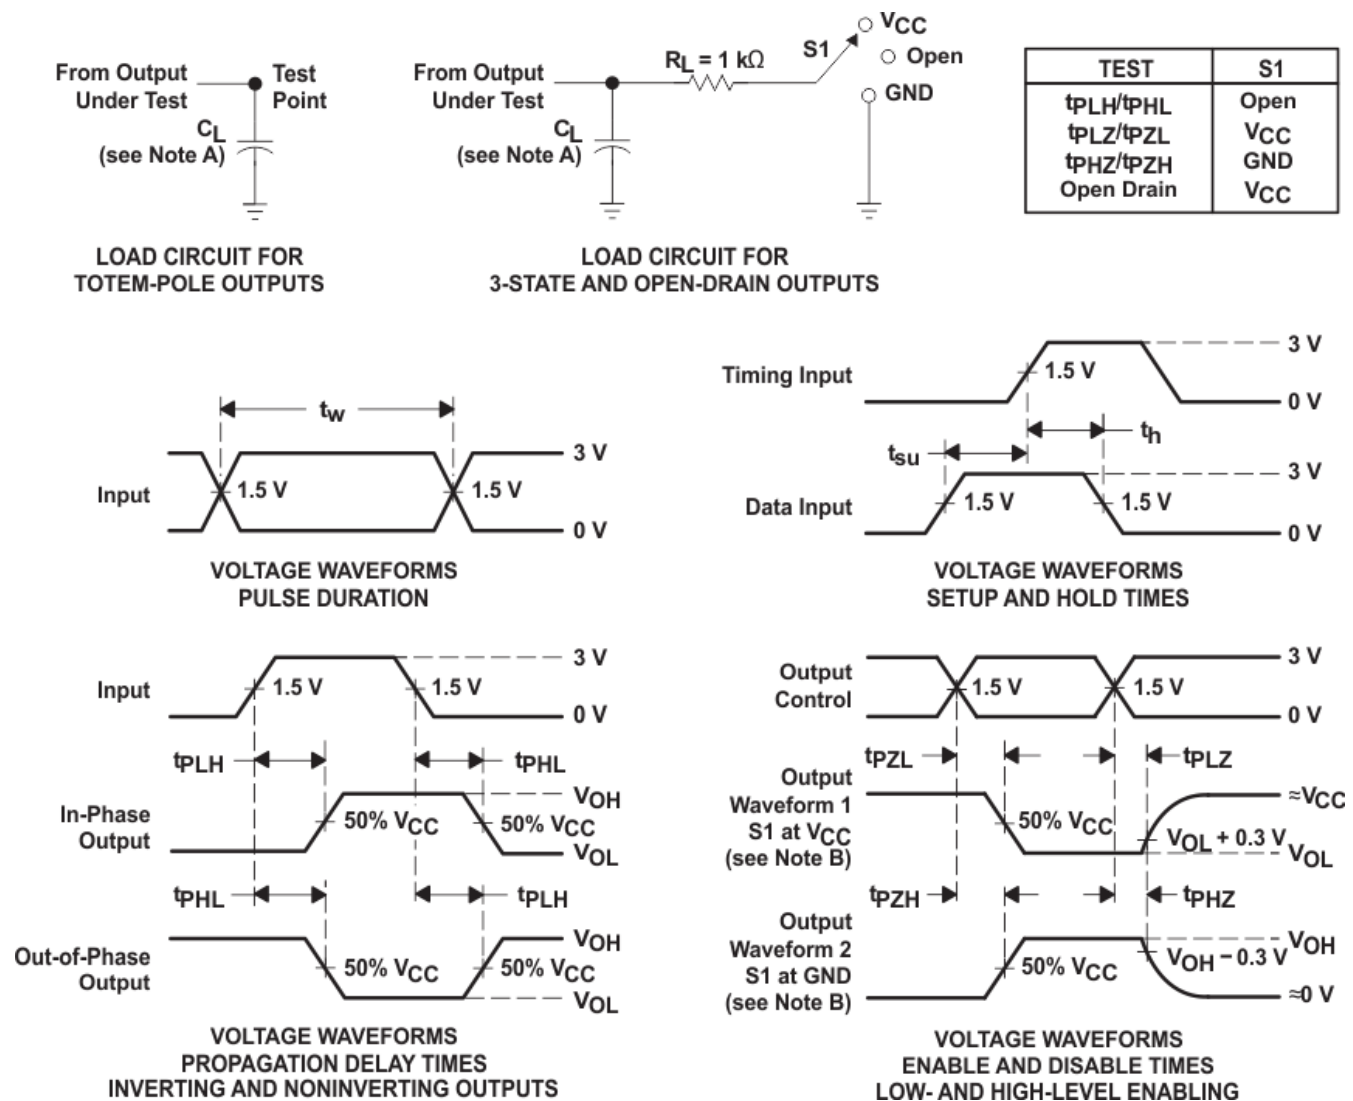 From Output
Under Test
Test
Point
CL
(see Note A)
LOAD CIRCUIT FOR
TOTEM-POLE OUTPUTS
From Output
Under Test
RL = 1 kΩ
S1
VCC
Open
GND
CL
(see Note A)
LOAD CIRCUIT FOR
3-STATE AND OPEN-DRAIN OUTPUTS
TEST S1
tPLH/tPHL Open
tPLZ/tPZL VCC
tPHZ/tPZH GND
Open Drain VCC
tw
3 V
Input 1.5 V 1.5 V
0 V
VOLTAGE WAVEFORMS
PULSE DURATION
3 V
Timing Input 1.5 V
0 V
th
tsu
3 V
Data Input 1.5 V 1.5 V
0 V
VOLTAGE WAVEFORMS
SETUP AND HOLD TIMES
3 V
Input 1.5 V 1.5 V
0 V
tPLH tPHL
VOH
In-Phase
Output
50% VCC 50% VCC
VOL
tPHL tPLH
VOH
Out-of-Phase
Output
50% VCC 50% VCC
VOL
VOLTAGE WAVEFORMS
PROPAGATION DELAY TIMES
INVERTING AND NONINVERTING OUTPUTS
3 V
Output
Control
1.5 V 1.5 V
0 V
tPZL tPLZ
Output
Waveform 1
S1 at VCC
(see Note B)
50% VCC
≈VCC
VOL + 0.3 V
VOL
tPZH tPHZ
Output
Waveform 2
S1 at GND
(see Note B)
50% VCC
VOH
VOH − 0.3 V
≈0 V
VOLTAGE WAVEFORMS
ENABLE AND DISABLE TIMES
LOW- AND HIGH-LEVEL ENABLING